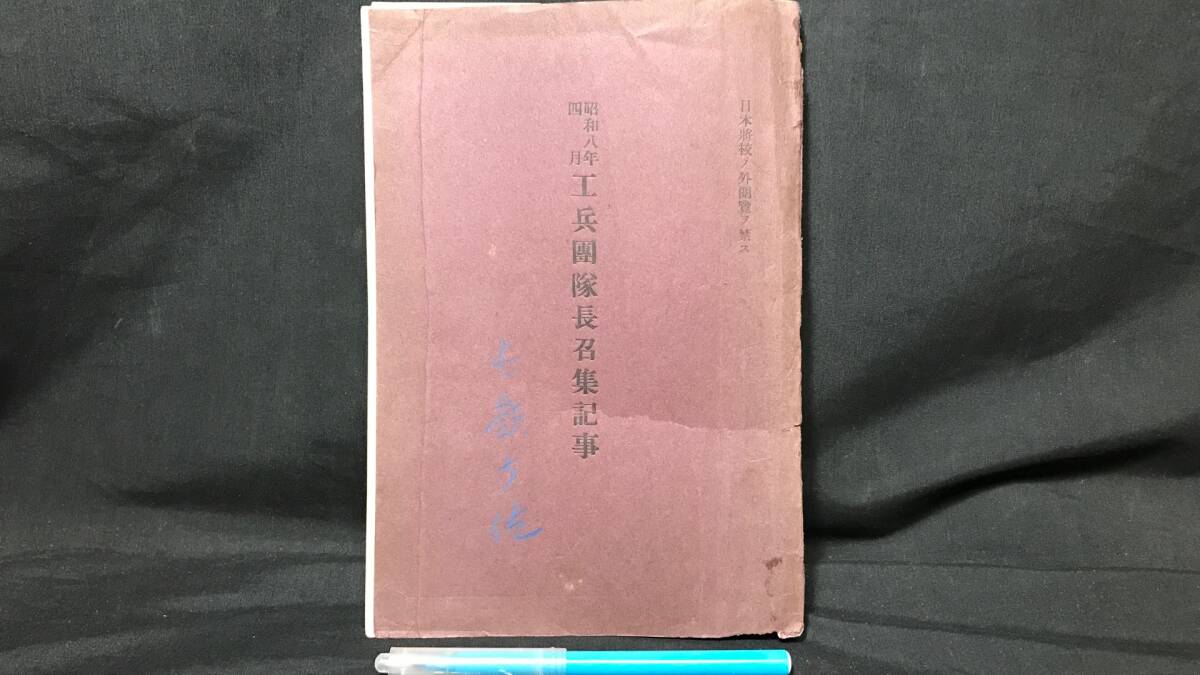 日本將校ノ外閲覽ヲ禁ス
昭和八年
四月
工兵團隊長召集記事